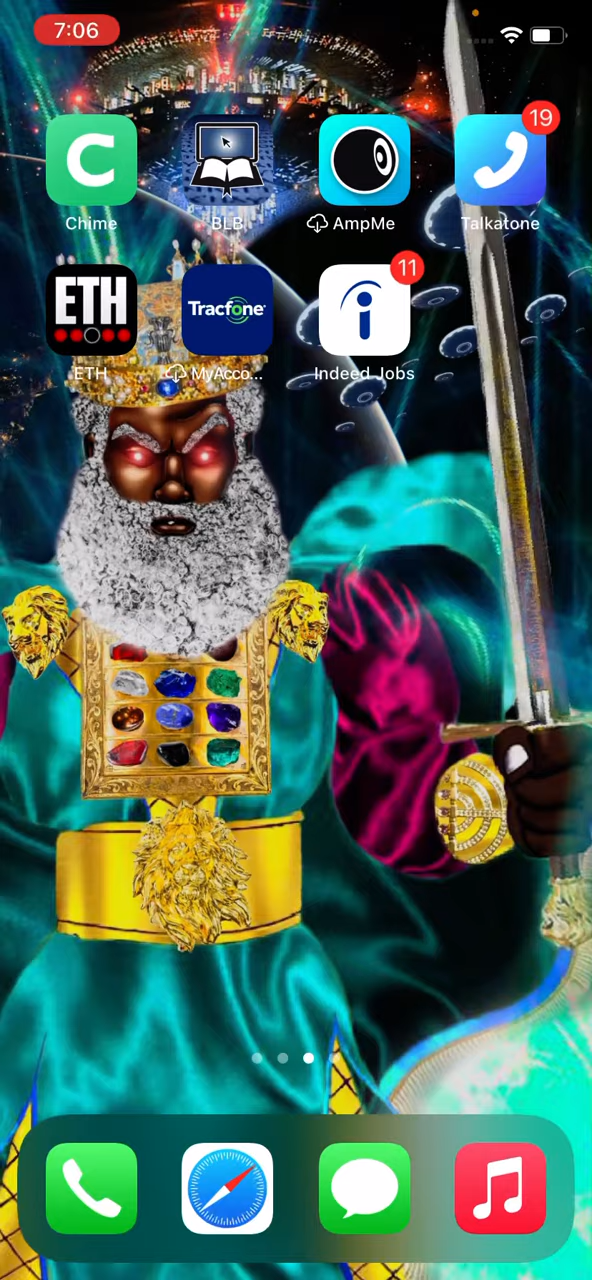 7:06
19
C
Chime
BLB
AmpMe
Talkatone
11
ETH
Tracfone
i
ETH
MyAcco...
Indeed Jobs